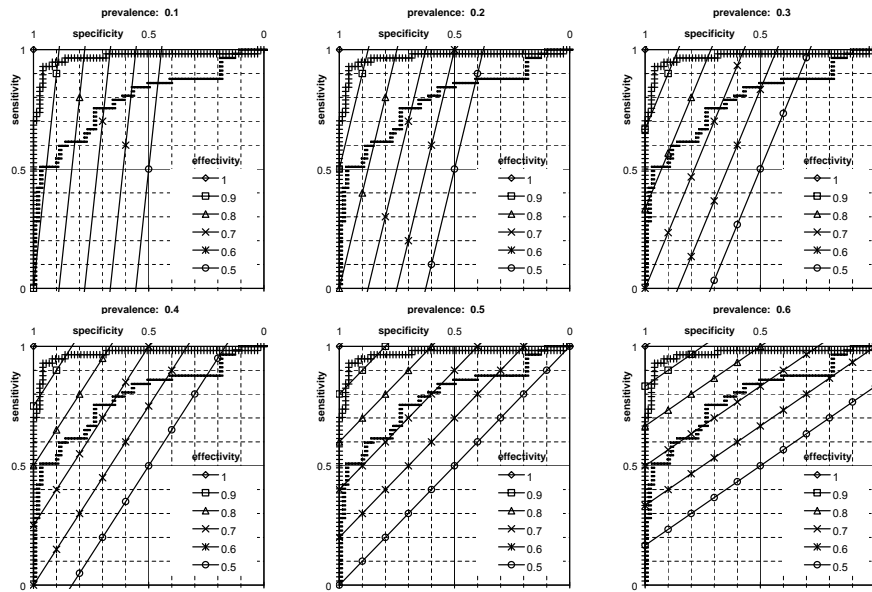 prevalence: 0.1
specificity
1 0.5 0
sensitivity
1
0.5
0
effectivity
1
0.9
0.8
0.7
0.6
0.5
prevalence: 0.2
specificity
1 0.5 0
sensitivity
1
0.5
0
effectivity
1
0.9
0.8
0.7
0.6
0.5
prevalence: 0.3
specificity
1 0.5
sensitivity
1
0.5
0
effectivity
1
0.9
0.8
0.7
0.6
0.5
prevalence: 0.4
specificity
1 0.5 0
sensitivity
1
0.5
0
effectivity
1
0.9
0.8
0.7
0.6
0.5
prevalence: 0.5
specificity
1 0.5 0
sensitivity
1
0.5
0
effectivity
1
0.9
0.8
0.7
0.6
0.5
prevalence: 0.6
specificity
1 0.5
sensitivity
1
0.5
0
effectivity
1
0.9
0.8
0.7
0.6
0.5